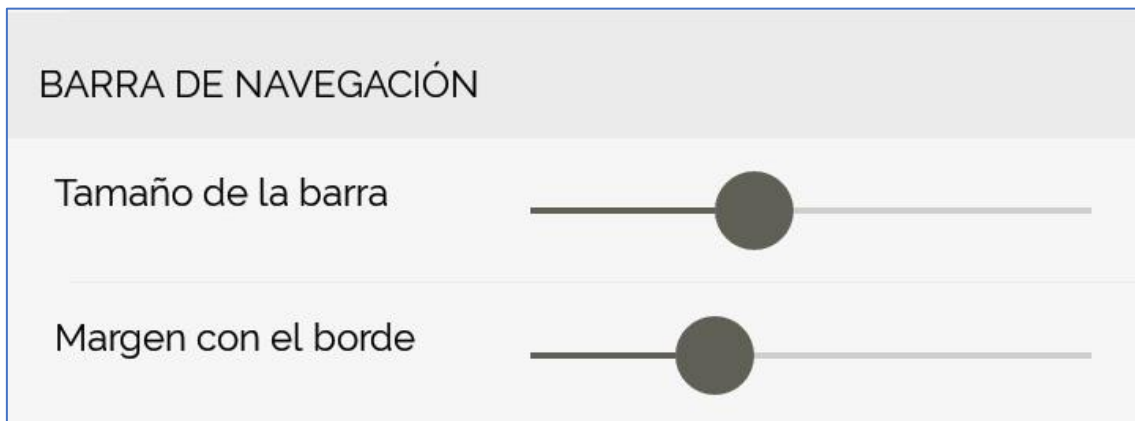 BARRA DE NAVEGACIÓN
Tamaño de la barra
Margen con el borde